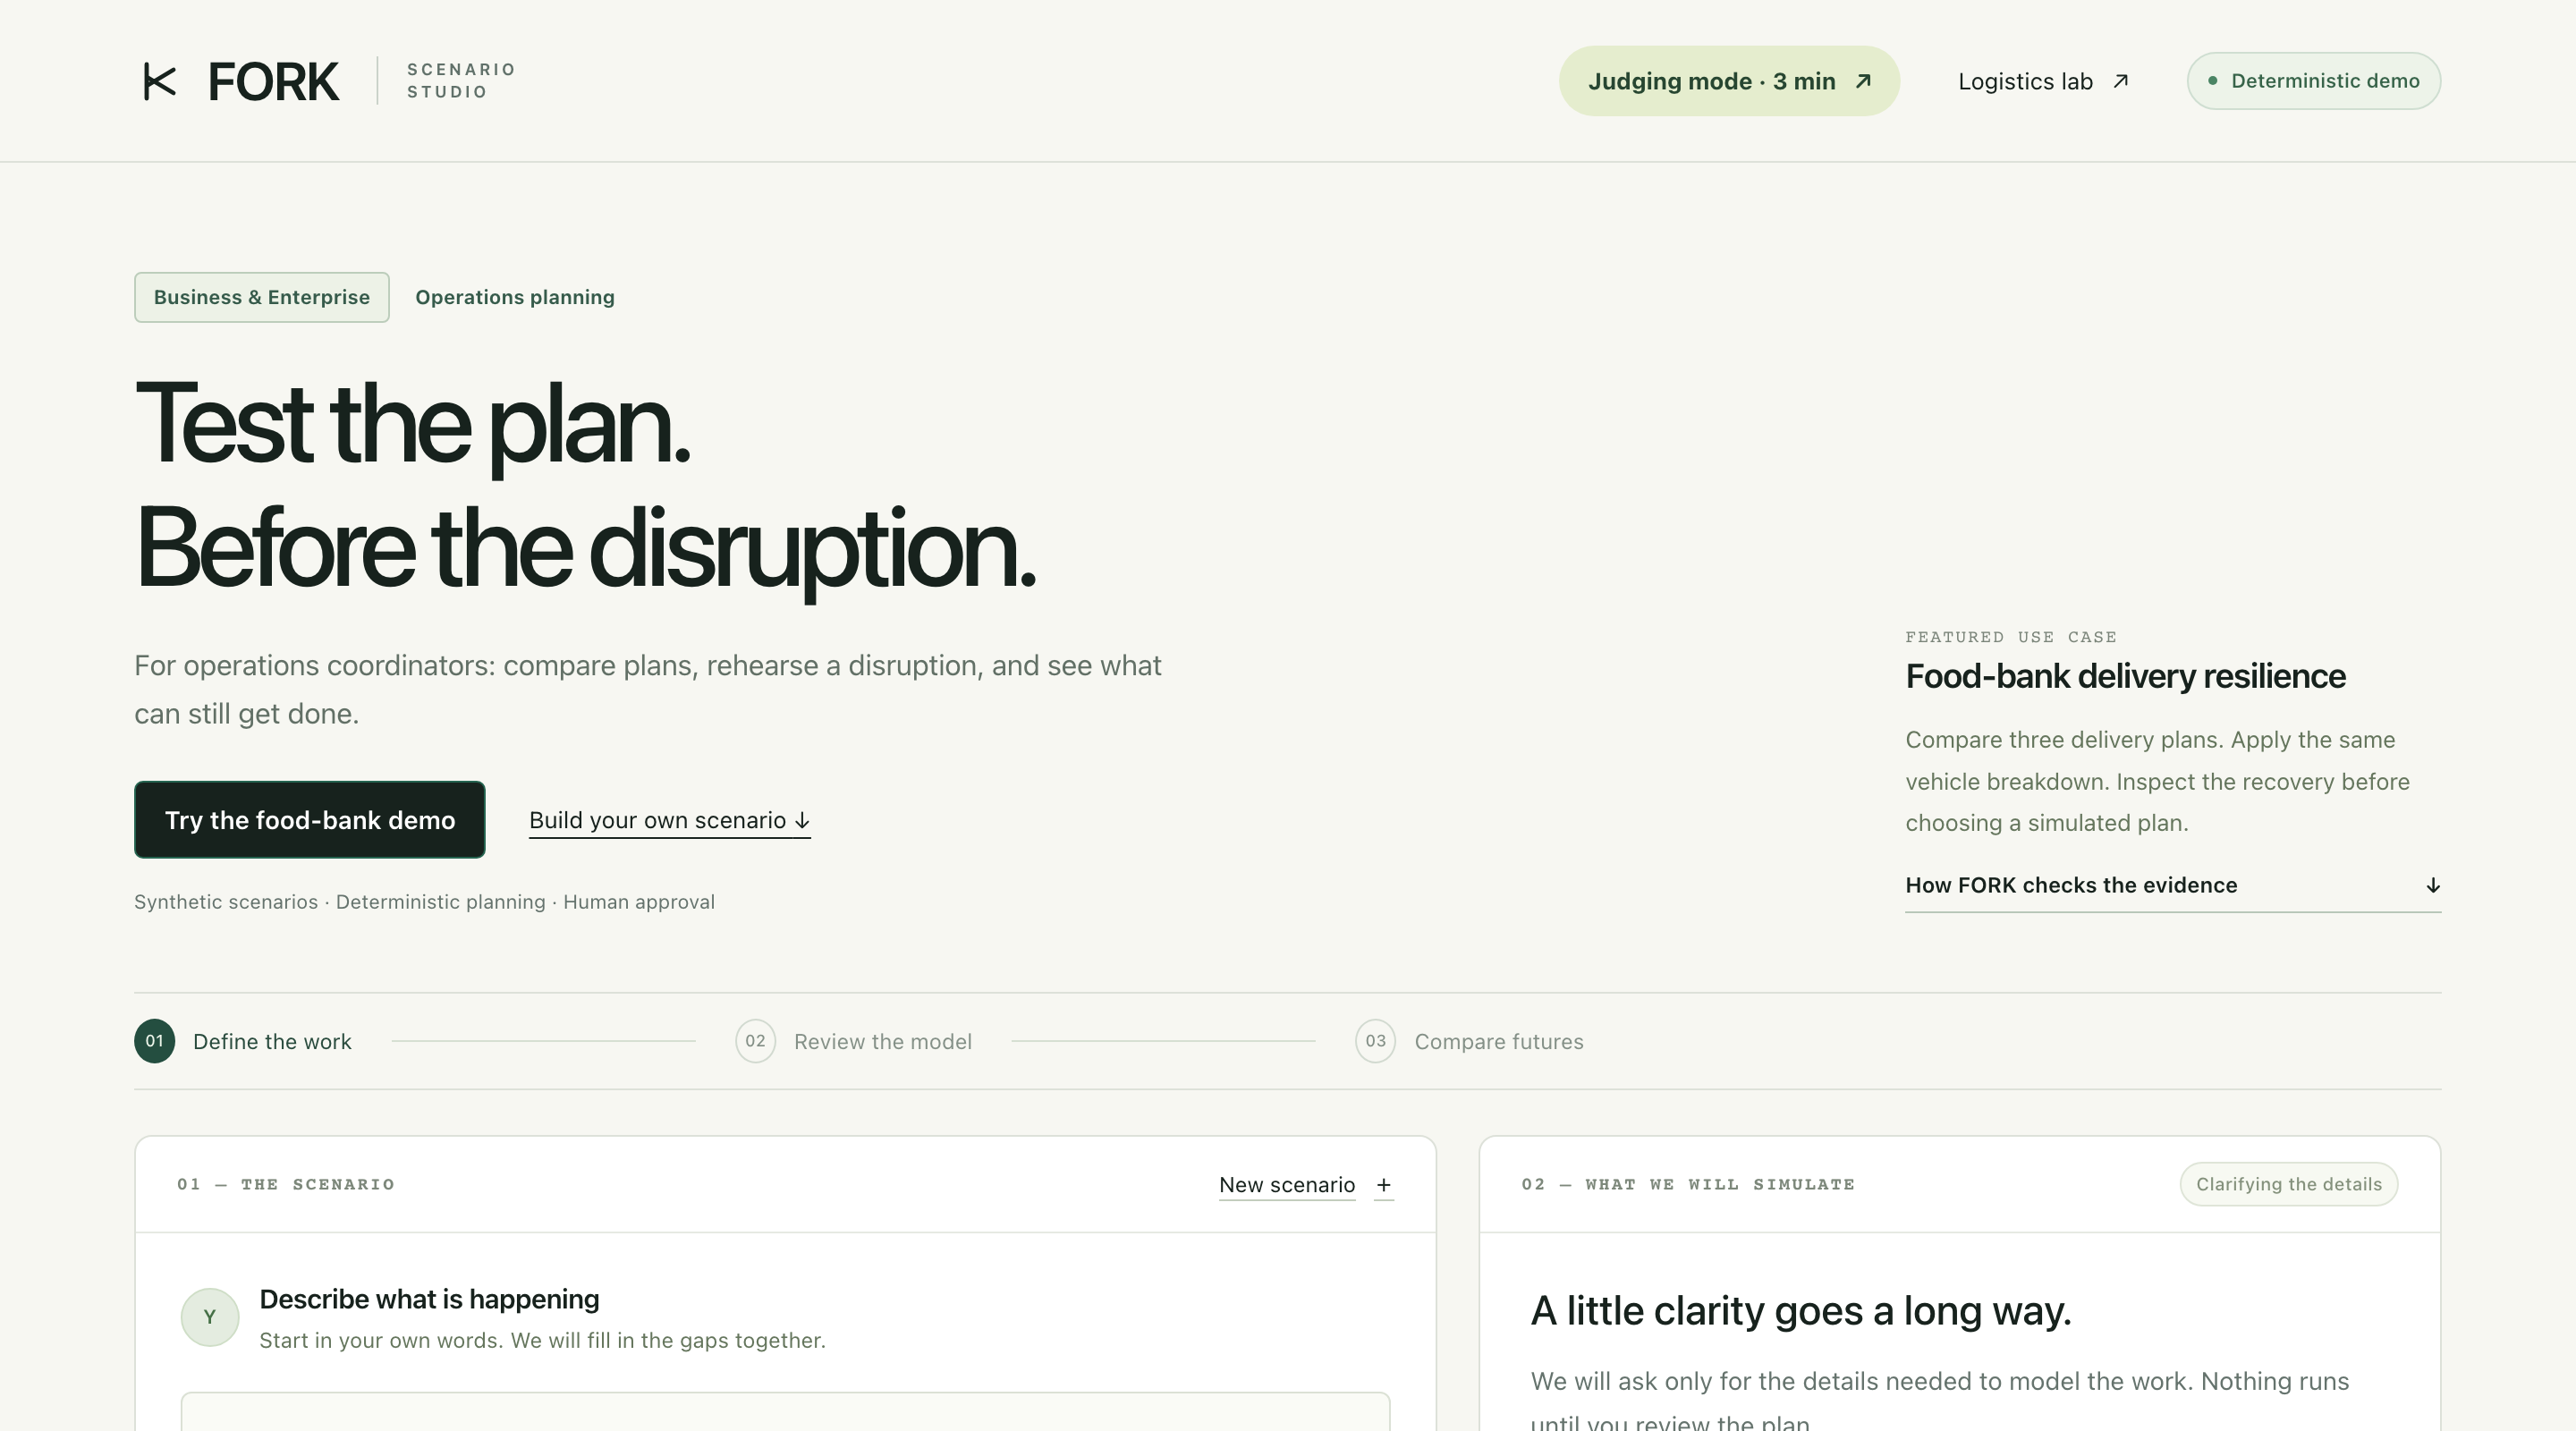 FORK
SCENARIO
STUDIO
Judging mode · 3 min ↗
Logistics lab ↗
Deterministic demo
Business & Enterprise
Operations planning
Test the plan.
Before the disruption.
For operations coordinators: compare plans, rehearse a disruption, and see what
can still get done.
Try the food-bank demo
Build your own scenario ↓
Synthetic scenarios · Deterministic planning · Human approval
FEATURED USE CASE
Food-bank delivery resilience
Compare three delivery plans. Apply the same
vehicle breakdown. Inspect the recovery before
choosing a simulated plan.
How FORK checks the evidence ↓
01 Define the work
02 Review the model
03 Compare futures
01 — THE SCENARIO
New scenario +
Y
Describe what is happening
Start in your own words. We will fill in the gaps together.
02 — WHAT WE WILL SIMULATE
Clarifying the details
A little clarity goes a long way.
We will ask only for the details needed to model the work. Nothing runs
until you review the plan